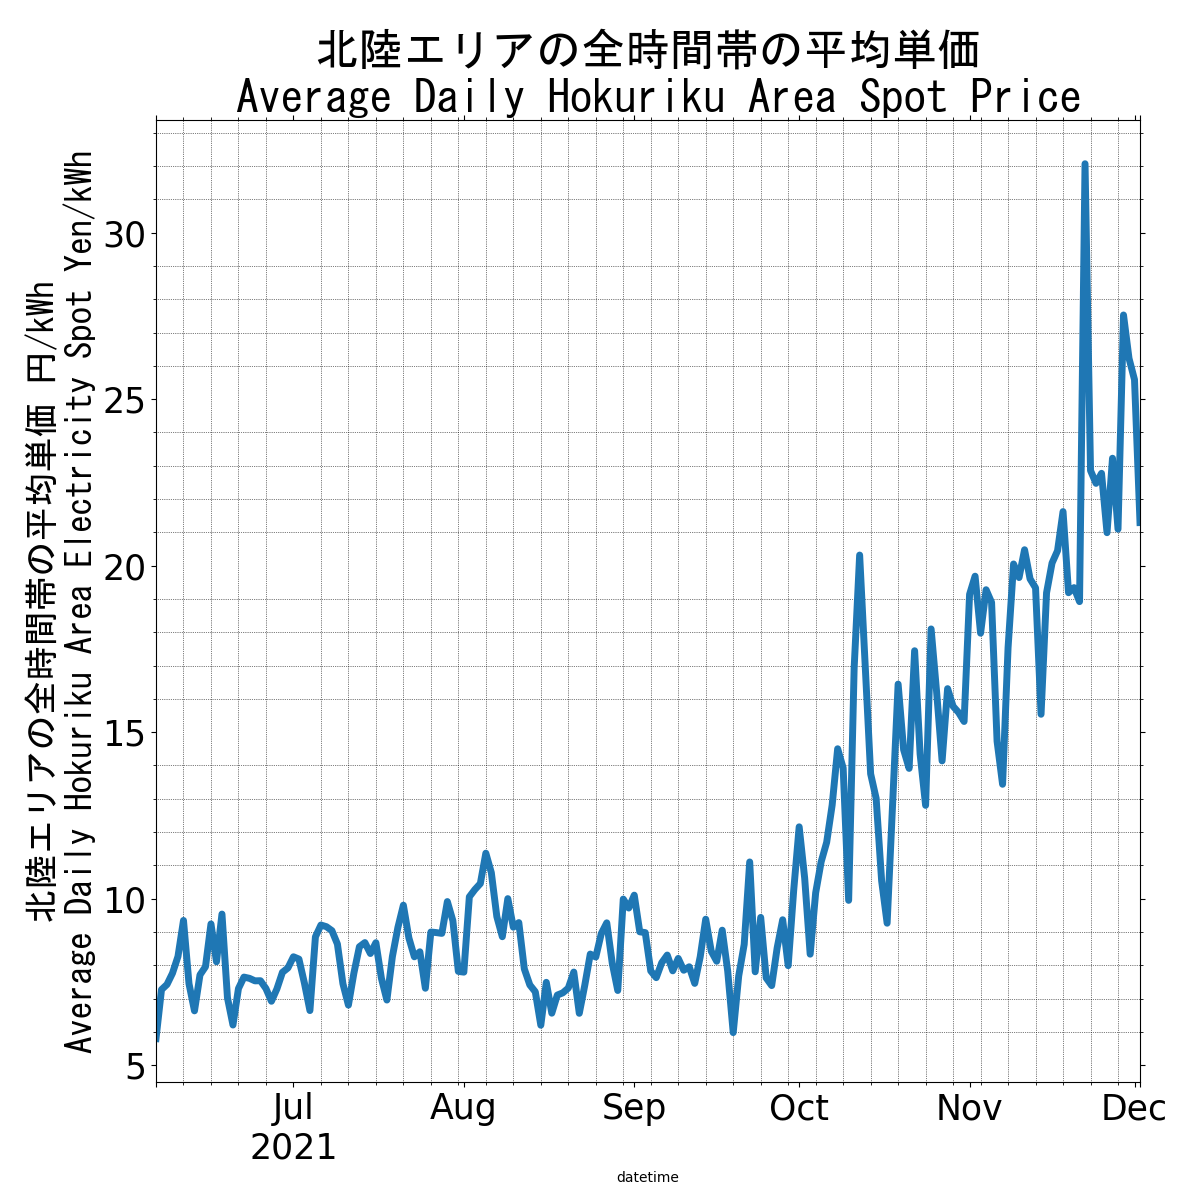 北陸エリアの全時間帯の平均単価
Average Daily Hokuriku Area Spot Price
北陸エリアの全時間帯の平均単価 円/kWh
Average Daily Hokuriku Area Electricity Spot Yen/kWh
30
25
20
15
10
5
Jul
2021
Aug
Sep
Oct
Nov
Dec
datetime